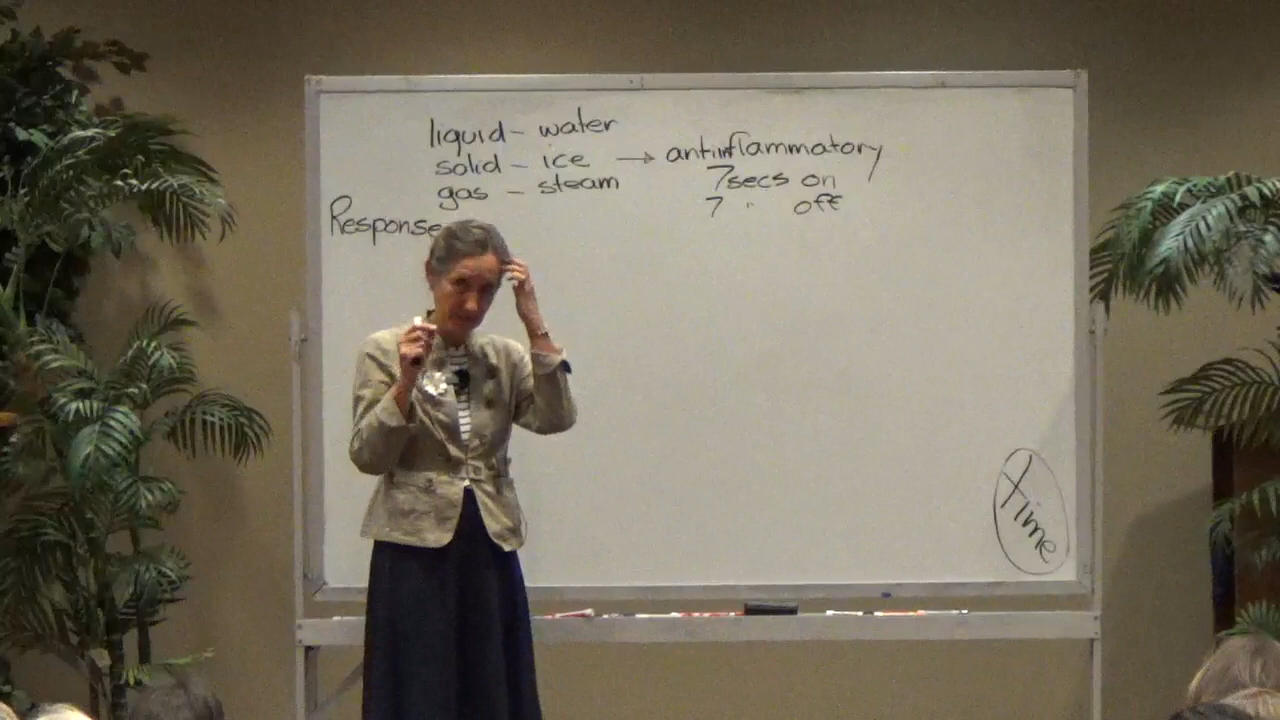 liquid - water
solid - ice → antiinflammatory
gas - steam
7secs on
7 " off
Response
Time